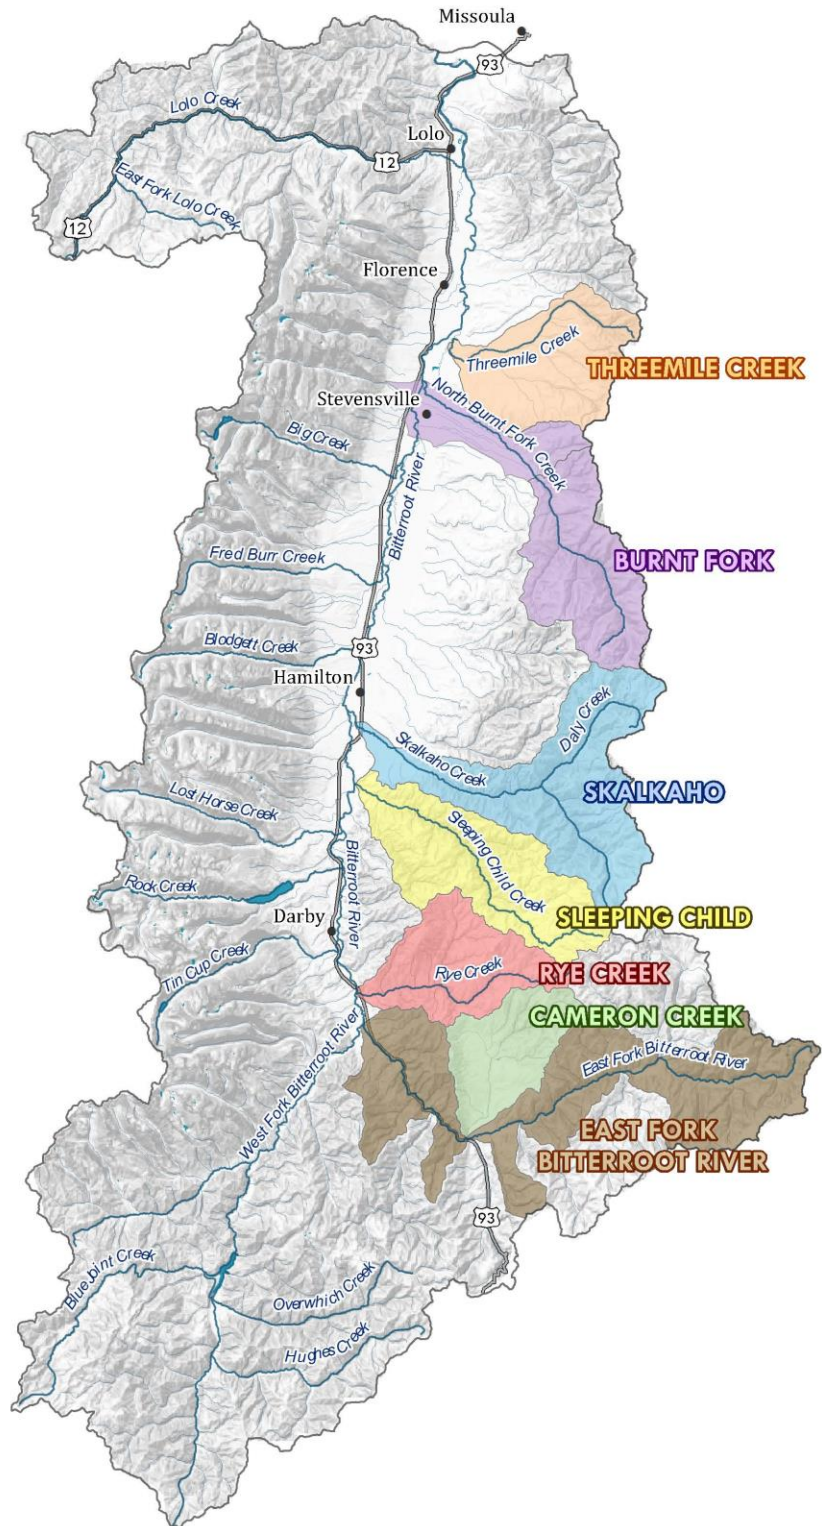 Missoula
93
Lolo Creek
Lolo
12
East Fork Lolo Creek
12
Florence
Threemile Creek
THREEMILE CREEK
Stevensville
North Burnt Fork Creek
Big Creek
Bitterroot River
Fred Burr Creek
BURNT FORK
Blodgett Creek
93
Hamilton
Daly Creek
Skalkaho Creek
SKALKAHO
Lost Horse Creek
Sleeping Child Creek
Bitterroot River
Rock Creek
Darby
SLEEPING CHILD
Tin Cup Creek
Rye Creek
RYE CREEK
CAMERON CREEK
West Fork Bitterroot River
East Fork Bitterroot River
EAST FORK
BITTERROOT RIVER
93
Blue Joint Creek
Overwhich Creek
Hughes Creek